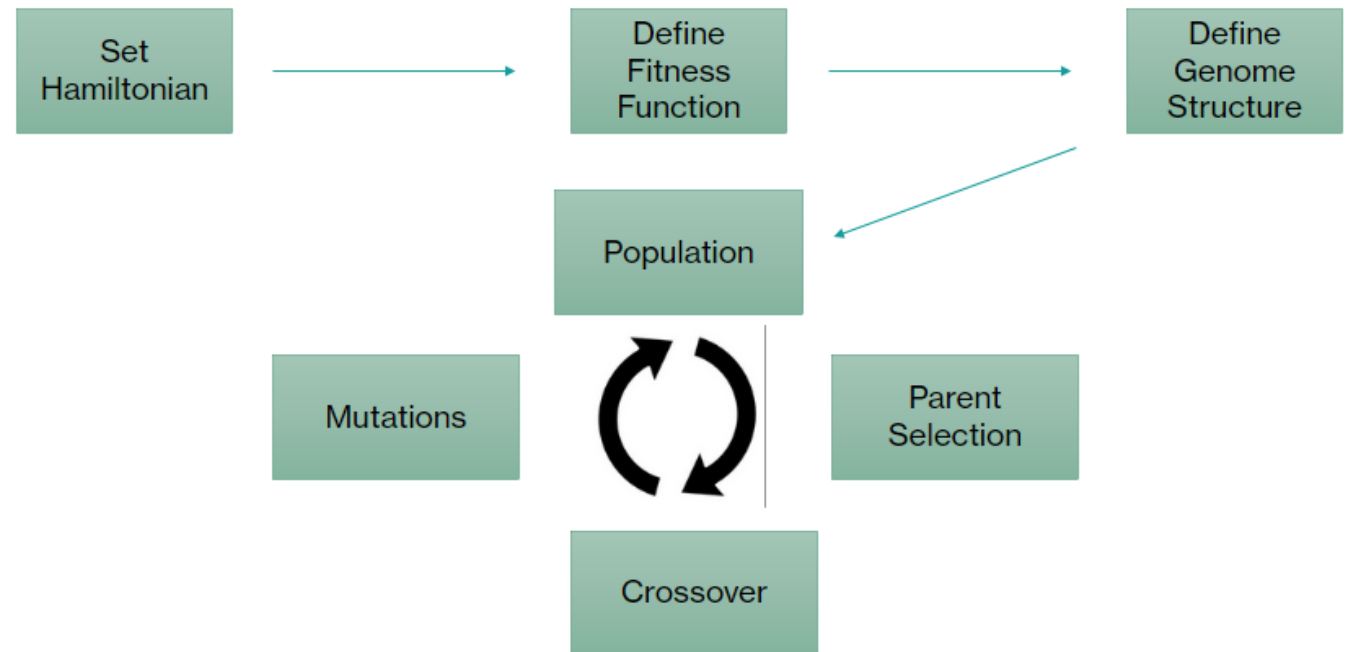 Set
Hamiltonian
Define
Fitness
Function
Define
Genome
Structure
Population
Mutations
Parent
Selection
Crossover